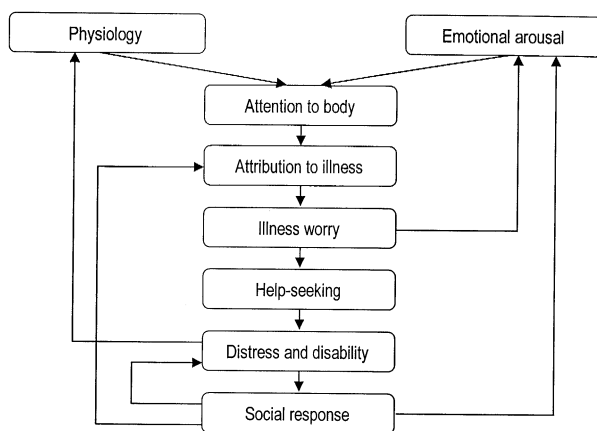 Physiology
Emotional arousal
Attention to body
Attribution to illness
Illness worry
Help-seeking
Distress and disability
Social response